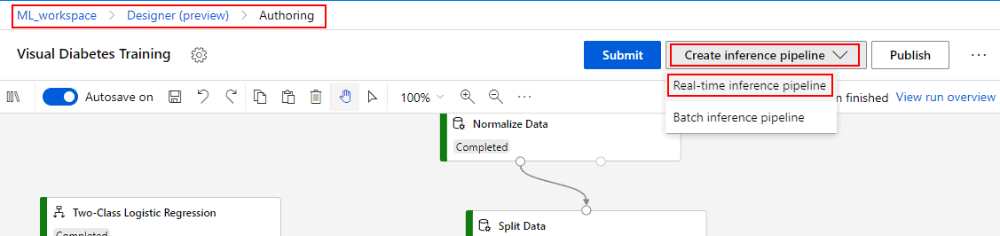 ML_workspace > Designer (preview) > Authoring
Visual Diabetes Training
Submit
Create inference pipeline
Publish
Real-time inference pipeline
Batch inference pipeline
Autosave on
100%
n finished
View run overview
Normalize Data
Completed
Two-Class Logistic Regression
Completed
Split Data